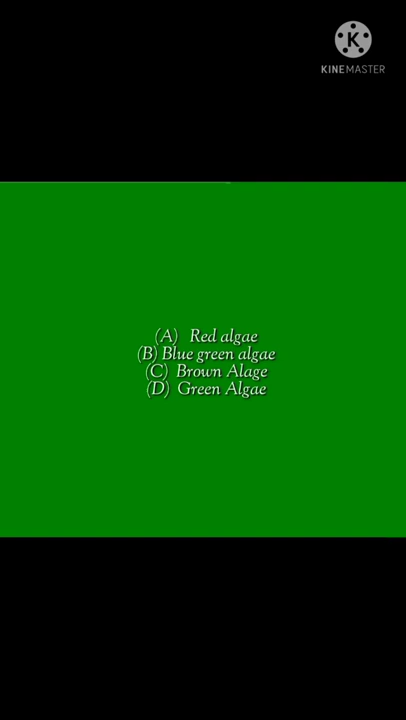 K
KINEMASTER
(A) Red algae
(B) Blue green algae
(C) Brown Alage
(D) Green Algae